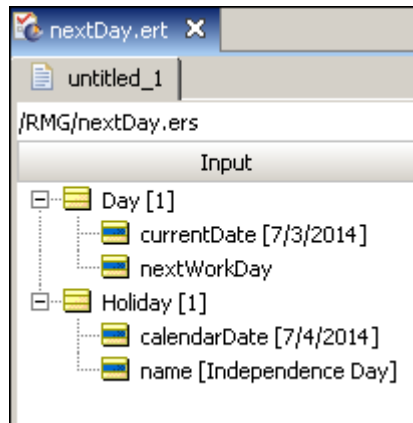 nextDay.ert
untitled_1
/RMG/nextDay.ers
Input
Day [1]
currentDate [7/3/2014]
nextWorkDay
Holiday [1]
calendarDate [7/4/2014]
name [Independence Day]